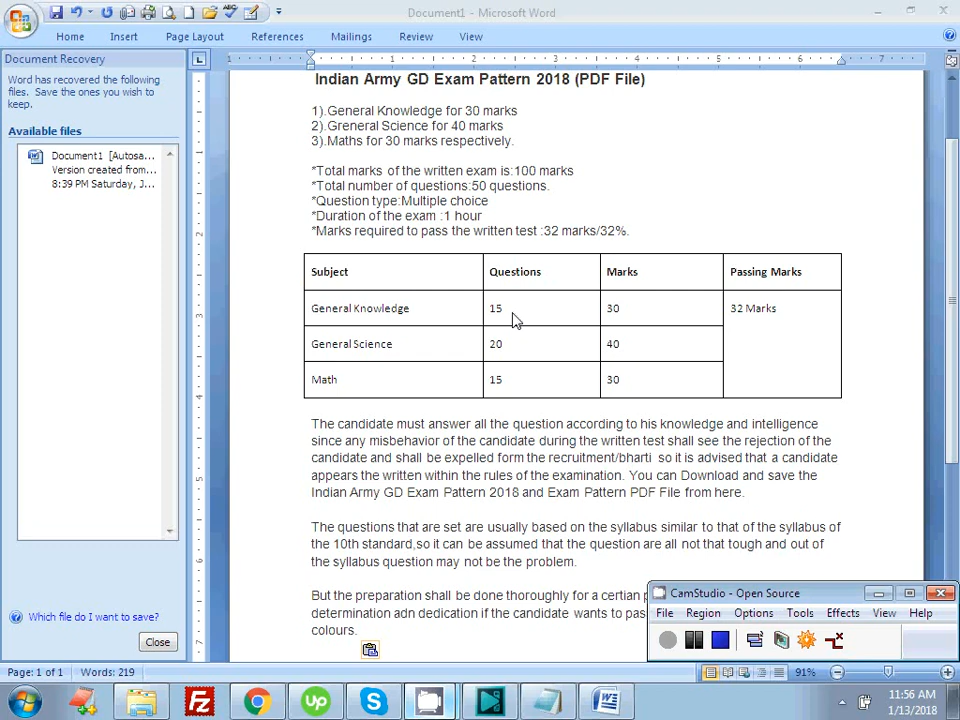 Document1 - Microsoft Word
Home Insert Page Layout References Mailings Review View
Document Recovery
Word has recovered the following
files. Save the ones you wish to
keep.
Available files
Document1 [Autosa...
Version created from...
8:39 PM Saturday, J...
Which file do I want to save?
Close
Indian Army GD Exam Pattern 2018 (PDF File)
1).General Knowledge for 30 marks
2).Greneral Science for 40 marks
3).Maths for 30 marks respectively.
*Total marks of the written exam is:100 marks
*Total number of questions:50 questions.
*Question type:Multiple choice
*Duration of the exam :1 hour
*Marks required to pass the written test :32 marks/32%.
Subject Questions Marks Passing Marks
General Knowledge 15 30 32 Marks
General Science 20 40
Math 15 30
The candidate must answer all the question according to his knowledge and intelligence
since any misbehavior of the candidate during the written test shall see the rejection of the
candidate and shall be expelled form the recruitment/bharti so it is advised that a candidate
appears the written within the rules of the examination. You can Download and save the
Indian Army GD Exam Pattern 2018 and Exam Pattern PDF File from here.
The questions that are set are usually based on the syllabus similar to that of the syllabus of
the 10th standard,so it can be assumed that the question are all not that tough and out of
the syllabus question may not be the problem.
But the preparation shall be done thoroughly for a certian
determination adn dedication if the candidate wants to pas
colours.
CamStudio - Open Source
File Region Options Tools Effects View Help
Page: 1 of 1 Words: 219
91%
11:56 AM
1/13/2018